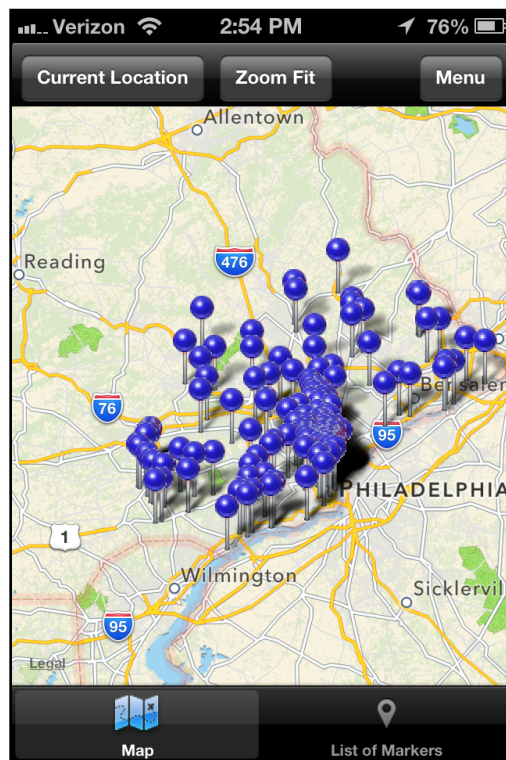 Verizon 2:54 PM 76%
Current Location Zoom Fit Menu
Allentown
Reading
476
76
Bensalem
95
PHILADELPHIA
1
Wilmington
Sicklervil
95
Legal
Map List of Markers